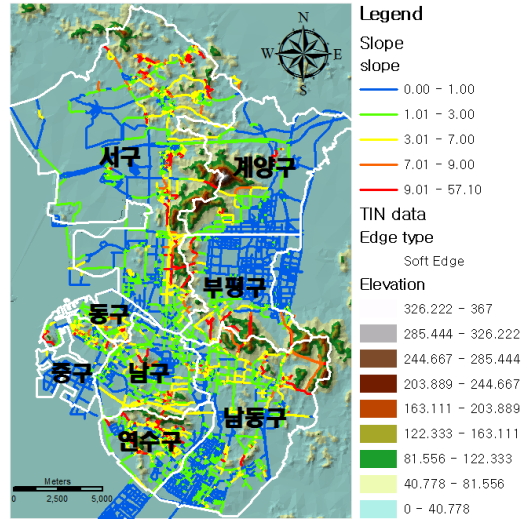 N
W
E
S
서구
계양구
부평구
동구
중구
남구
남동구
연수구
Meters
0 2,500 5,000
Legend
Slope
slope
0.00 - 1.00
1.01 - 3.00
3.01 - 7.00
7.01 - 9.00
9.01 - 57.10
TIN data
Edge type
Soft Edge
Elevation
326.222 - 367
285.444 - 326.222
244.667 - 285.444
203.889 - 244.667
163.111 - 203.889
122.333 - 163.111
81.556 - 122.333
40.778 - 81.556
0 - 40.778